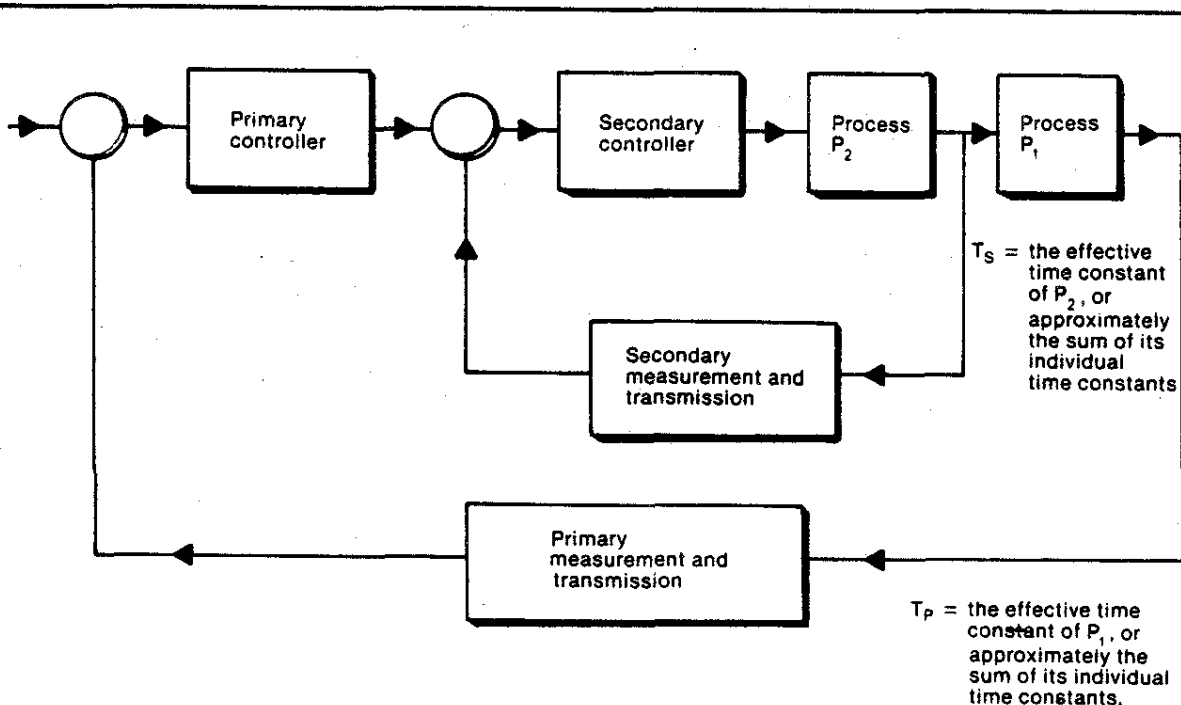 Primary
controller
Secondary
controller
Process
P₂
Process
P₁
T_S = the effective
time constant
of P₂, or
approximately
the sum of its
individual
time constants
Secondary
measurement and
transmission
Primary
measurement and
transmission
T_P = the effective time
constant of P₁, or
approximately the
sum of its individual
time constants.